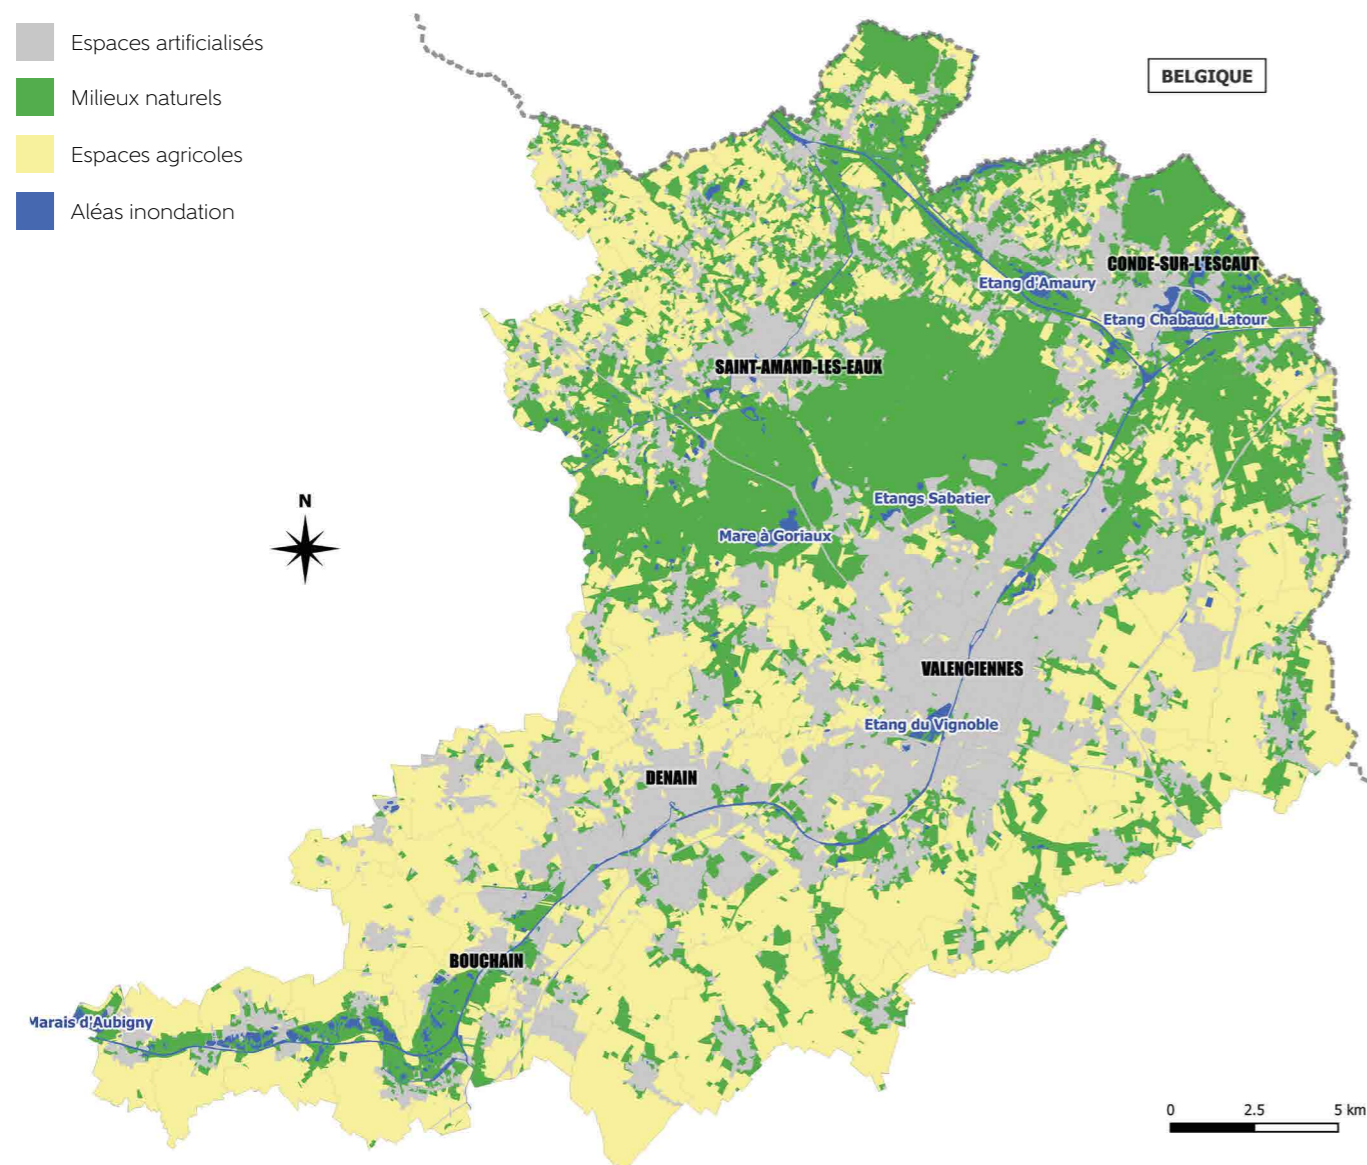 Espaces artificialisés
Milieux naturels
Espaces agricoles
Aléas inondation
BELGIQUE
CONDE-SUR-L'ESCAUT
Etang d'Amaury
Etang Chabaud Latour
SAINT-AMAND-LES-EAUX
N
Etangs Sabatier
Mare à Goriaux
VALENCIENNES
Etang du Vignoble
DENAIN
BOUCHAIN
Marais d'Aubigny
0 2.5 5 km